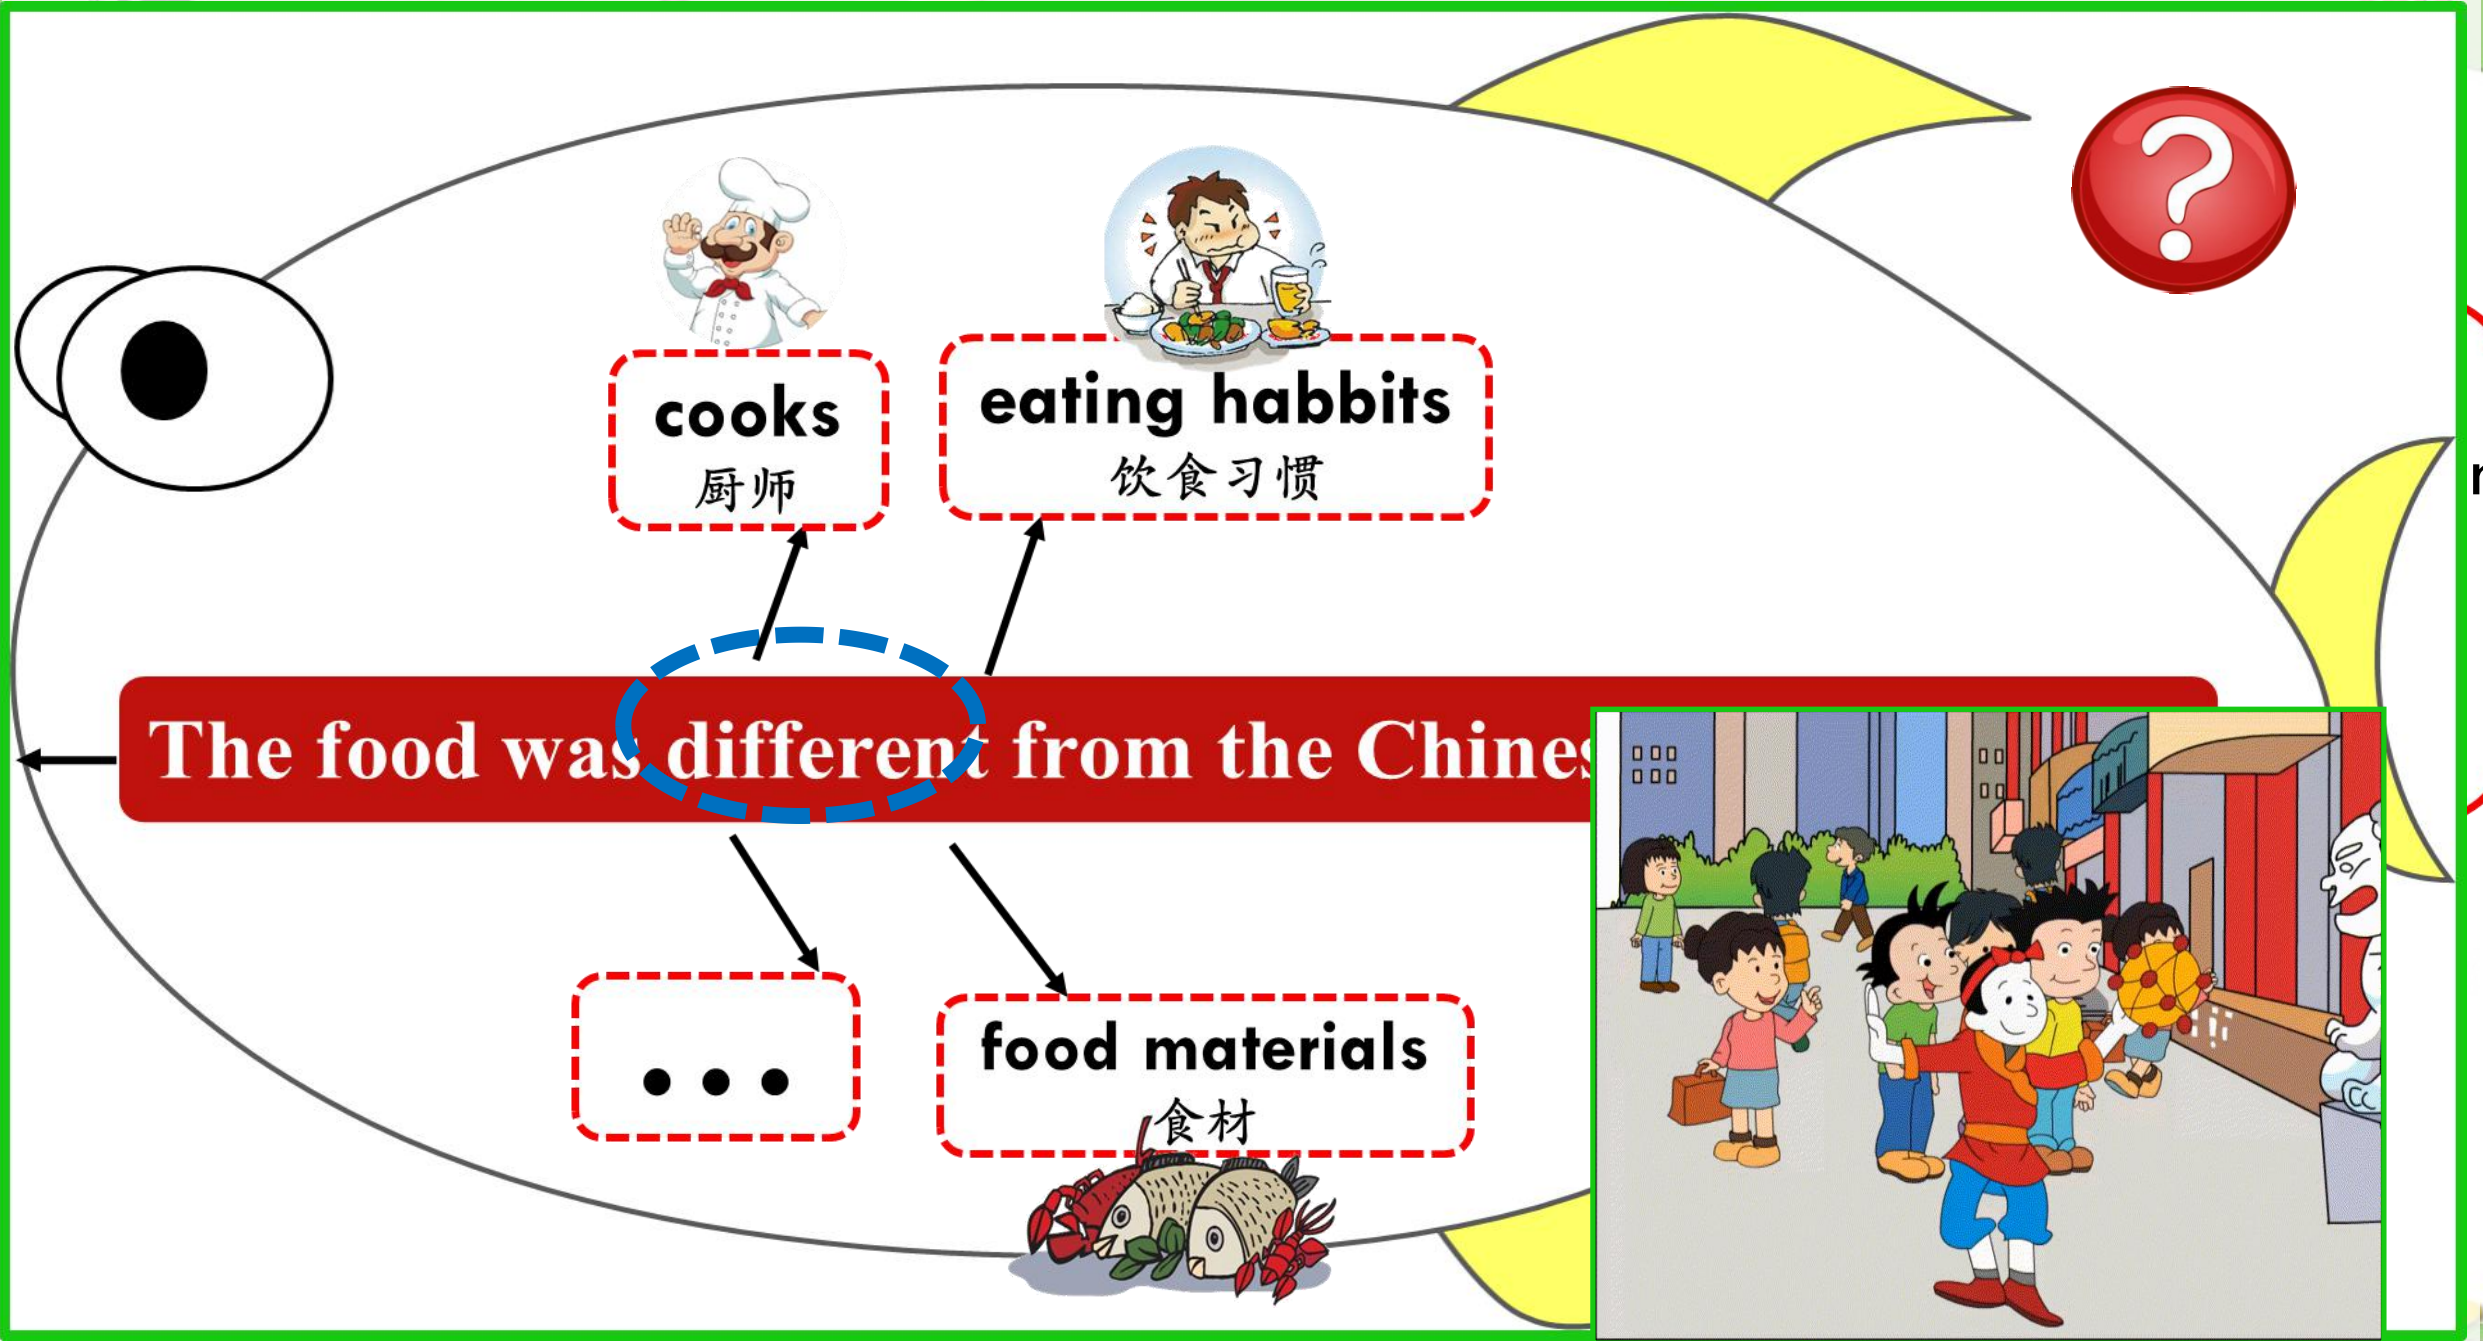 cooks
厨师
eating habbits
饮食习惯
The food was different from the Chines
...
food materials
食材